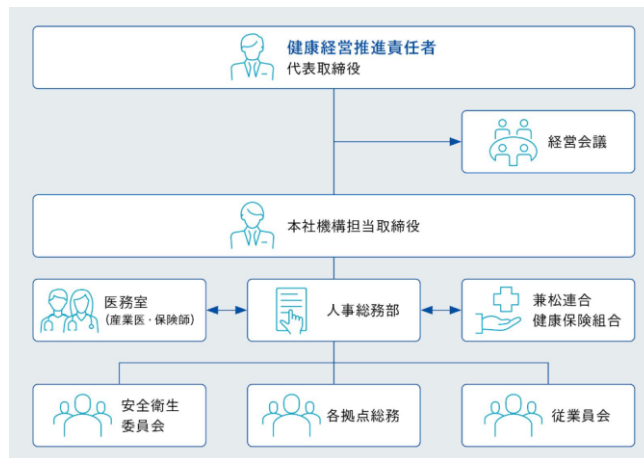 健康経営推進責任者
代表取締役
経営会議
本社機構担当取締役
医務室
(産業医・保険師)
人事総務部
兼松連合
健康保険組合
安全衛生
委員会
各拠点総務
従業員会